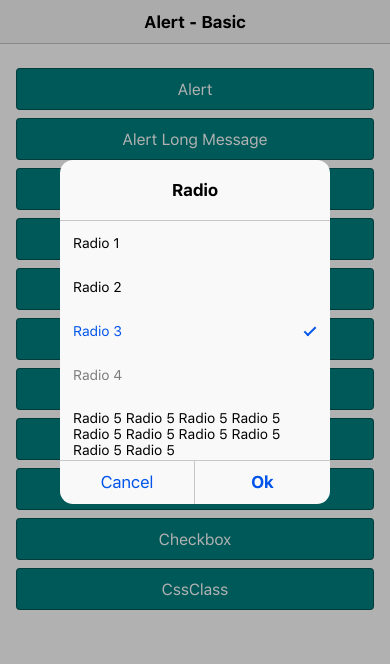 Alert - Basic
Alert
Alert Long Message
Radio
Radio 1
Radio 2
Radio 3
Radio 4
Radio 5 Radio 5 Radio 5 Radio 5
Radio 5 Radio 5 Radio 5 Radio 5
Radio 5 Radio 5
Cancel
Ok
Checkbox
CssClass